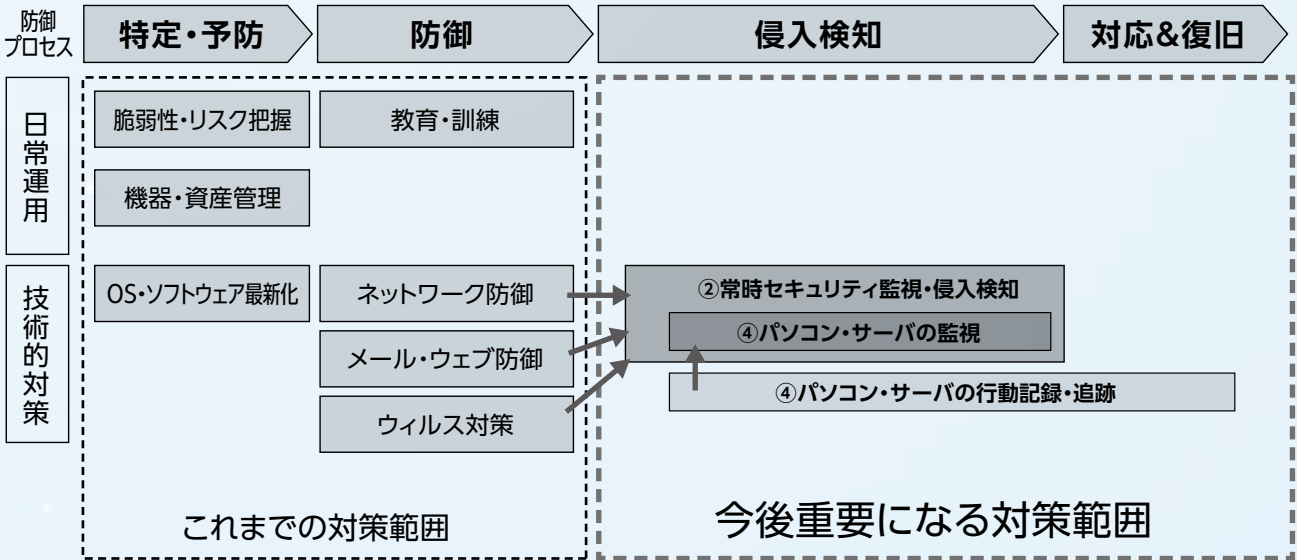 防御
プロセス
特定・予防
防御
侵入検知
対応&復旧
日常運用
脆弱性・リスク把握
教育・訓練
機器・資産管理
技術的対策
OS・ソフトウェア最新化
ネットワーク防御
②常時セキュリティ監視・侵入検知
④パソコン・サーバの監視
メール・ウェブ防御
④パソコン・サーバの行動記録・追跡
ウィルス対策
これまでの対策範囲
今後重要になる対策範囲